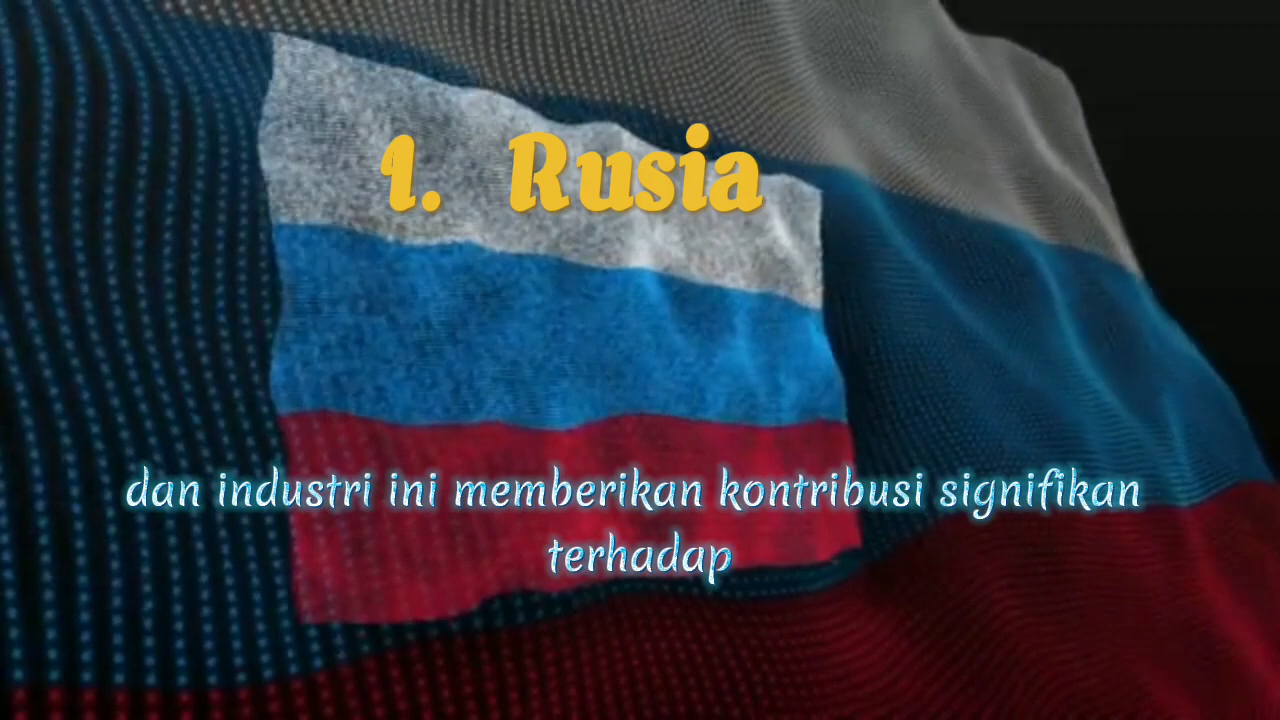 1. Rusia
dan industri ini memberikan kontribusi signifikan
terhadap